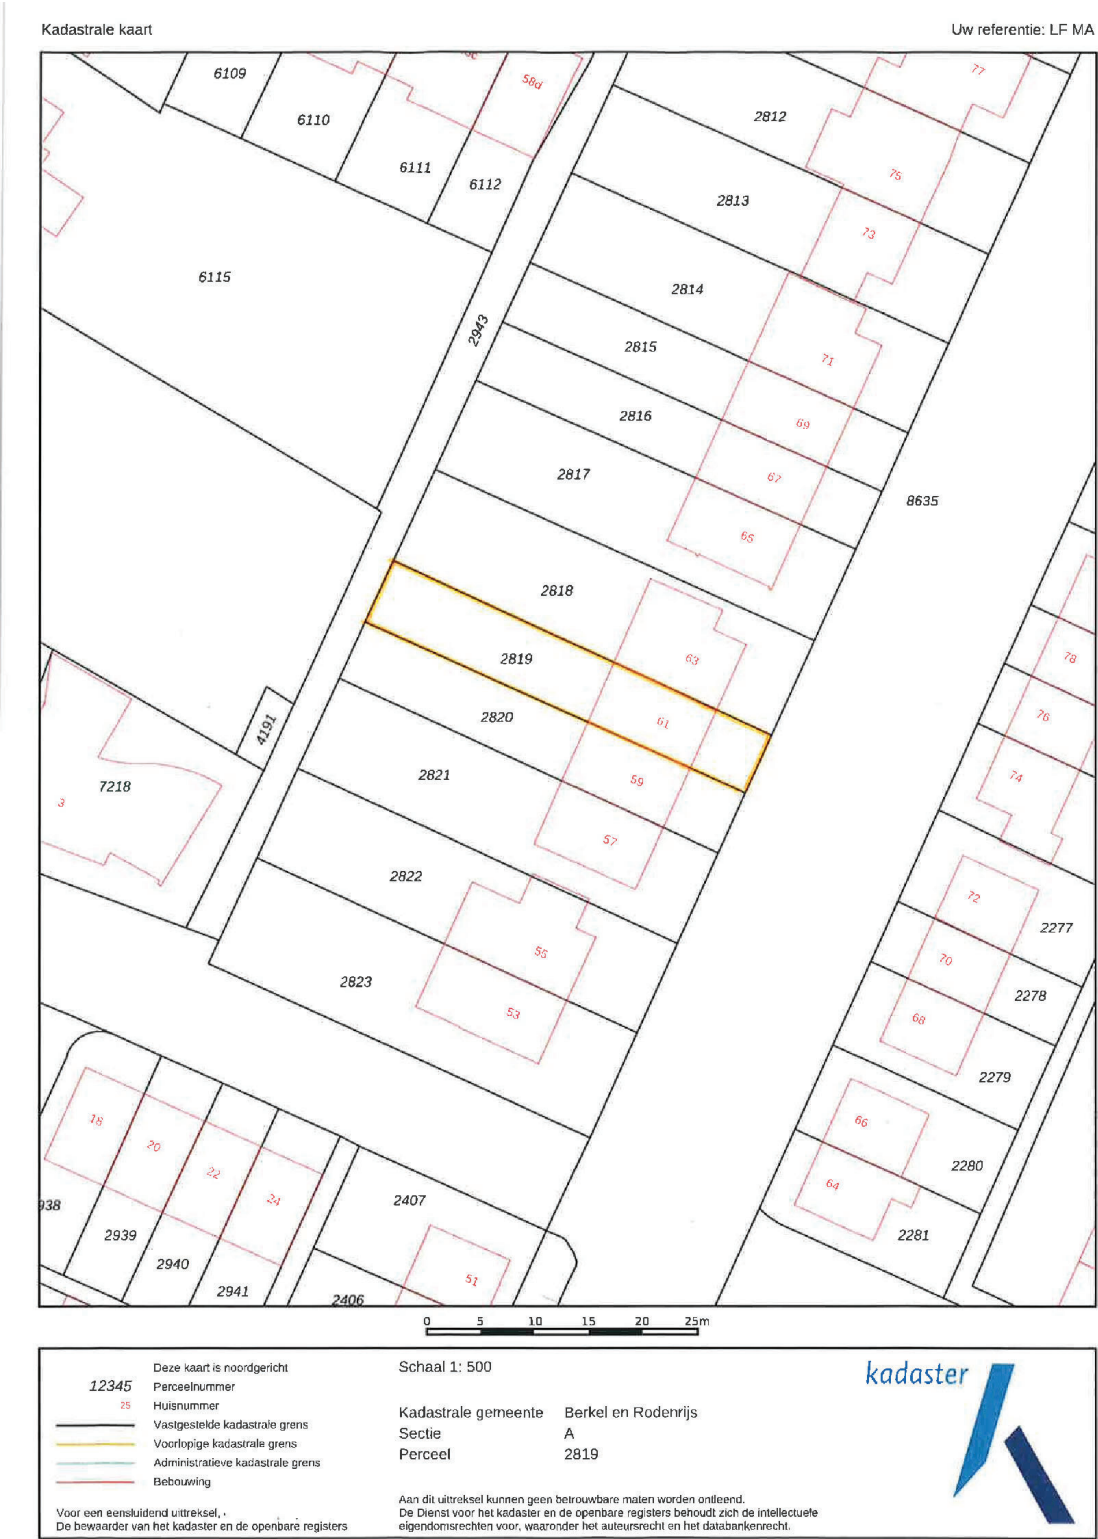 Kadastrale kaart
Uw referentie: LF MA
6109
58d
77
6110
2812
6111
6112
75
2813
73
6115
2814
2943
2815
71
2816
69
2817
67
8635
65
2818
2819
63
78
2820
61
76
4191
2821
59
74
7218
3
57
2822
72
2277
55
70
2823
2278
53
68
2279
18
66
20
2280
22
64
24
2407
938
2939
2281
2940
51
2941
2406
0 5 10 15 20 25m
Deze kaart is noordgericht
12345 Perceelnummer
25 Huisnummer
Vastgestelde kadastrale grens
Voorlopige kadastrale grens
Administratieve kadastrale grens
Bebouwing
Voor een eensluidend uittreksel,
De bewaarder van het kadaster en de openbare registers
Schaal 1: 500
Kadastrale gemeente Berkel en Rodenrijs
Sectie A
Perceel 2819
Aan dit uittreksel kunnen geen betrouwbare maten worden ontleend.
De Dienst voor het kadaster en de openbare registers behoudt zich de intellectuele
eigendomsrechten voor, waaronder het auteursrecht en het databankenrecht.
kadaster